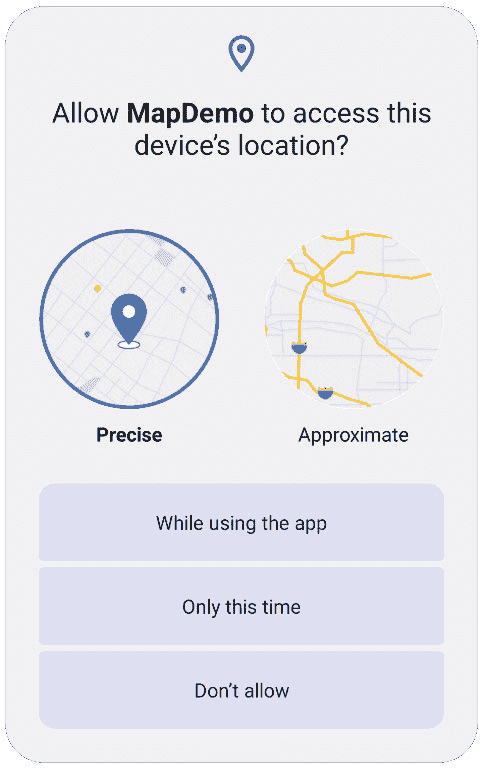 Allow MapDemo to access this
device’s location?
Precise
Approximate
While using the app
Only this time
Don’t allow